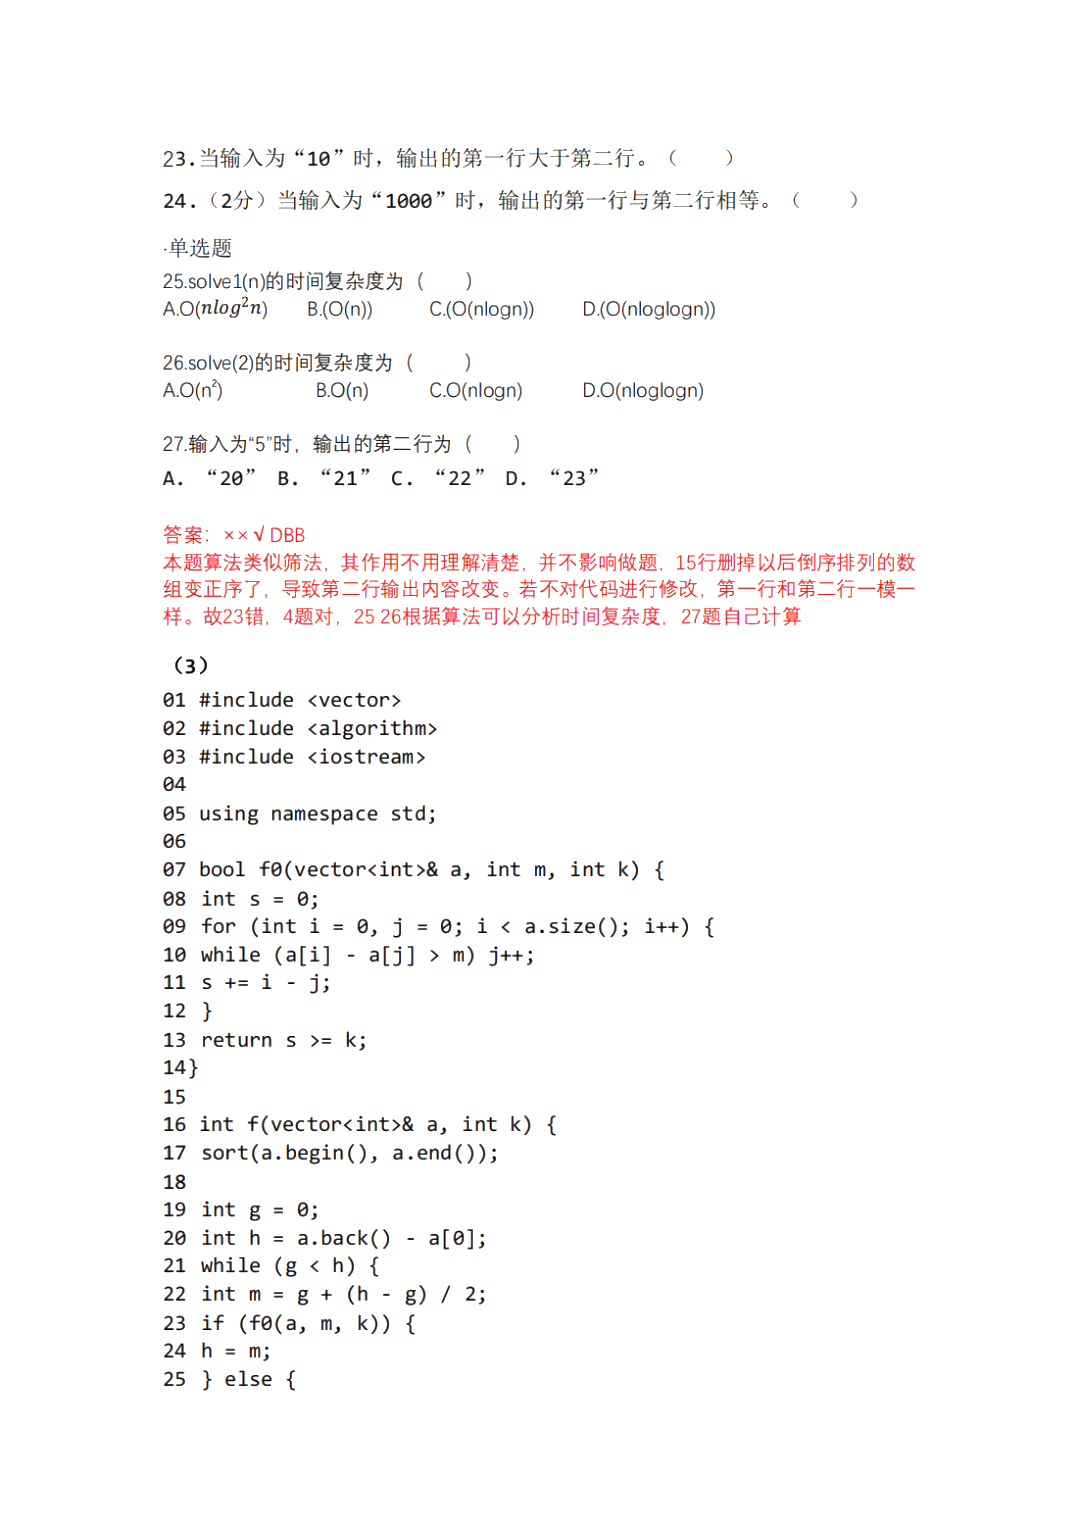 23.当输入为“10”时，输出的第一行大于第二行。（　　）
24.（2分）当输入为“1000”时，输出的第一行与第二行相等。（　　）
·单选题
25.solve1(n)的时间复杂度为（　　）
A.O(nlog²n)　　B.(O(n))　　C.(O(nlogn))　　D.(O(nloglogn))
26.solve(2)的时间复杂度为（　　）
A.O(n²)　　B.O(n)　　C.O(nlogn)　　D.O(nloglogn)
27.输入为“5”时，输出的第二行为（　　）
A. “20” B. “21” C. “22” D. “23”
答案：××√ DBB
本题算法类似筛法，其作用不用理解清楚，并不影响做题，15行删掉以后倒序排列的数
组变正序了，导致第二行输出内容改变。若不对代码进行修改，第一行和第二行一模一
样。故23错，4题对，25 26根据算法可以分析时间复杂度，27题自己计算
（3）
01 #include <vector>
02 #include <algorithm>
03 #include <iostream>
04
05 using namespace std;
06
07 bool f0(vector<int>& a, int m, int k) {
08 int s = 0;
09 for (int i = 0, j = 0; i < a.size(); i++) {
10 while (a[i] - a[j] > m) j++;
11 s += i - j;
12 }
13 return s >= k;
14}
15
16 int f(vector<int>& a, int k) {
17 sort(a.begin(), a.end());
18
19 int g = 0;
20 int h = a.back() - a[0];
21 while (g < h) {
22 int m = g + (h - g) / 2;
23 if (f0(a, m, k)) {
24 h = m;
25 } else {